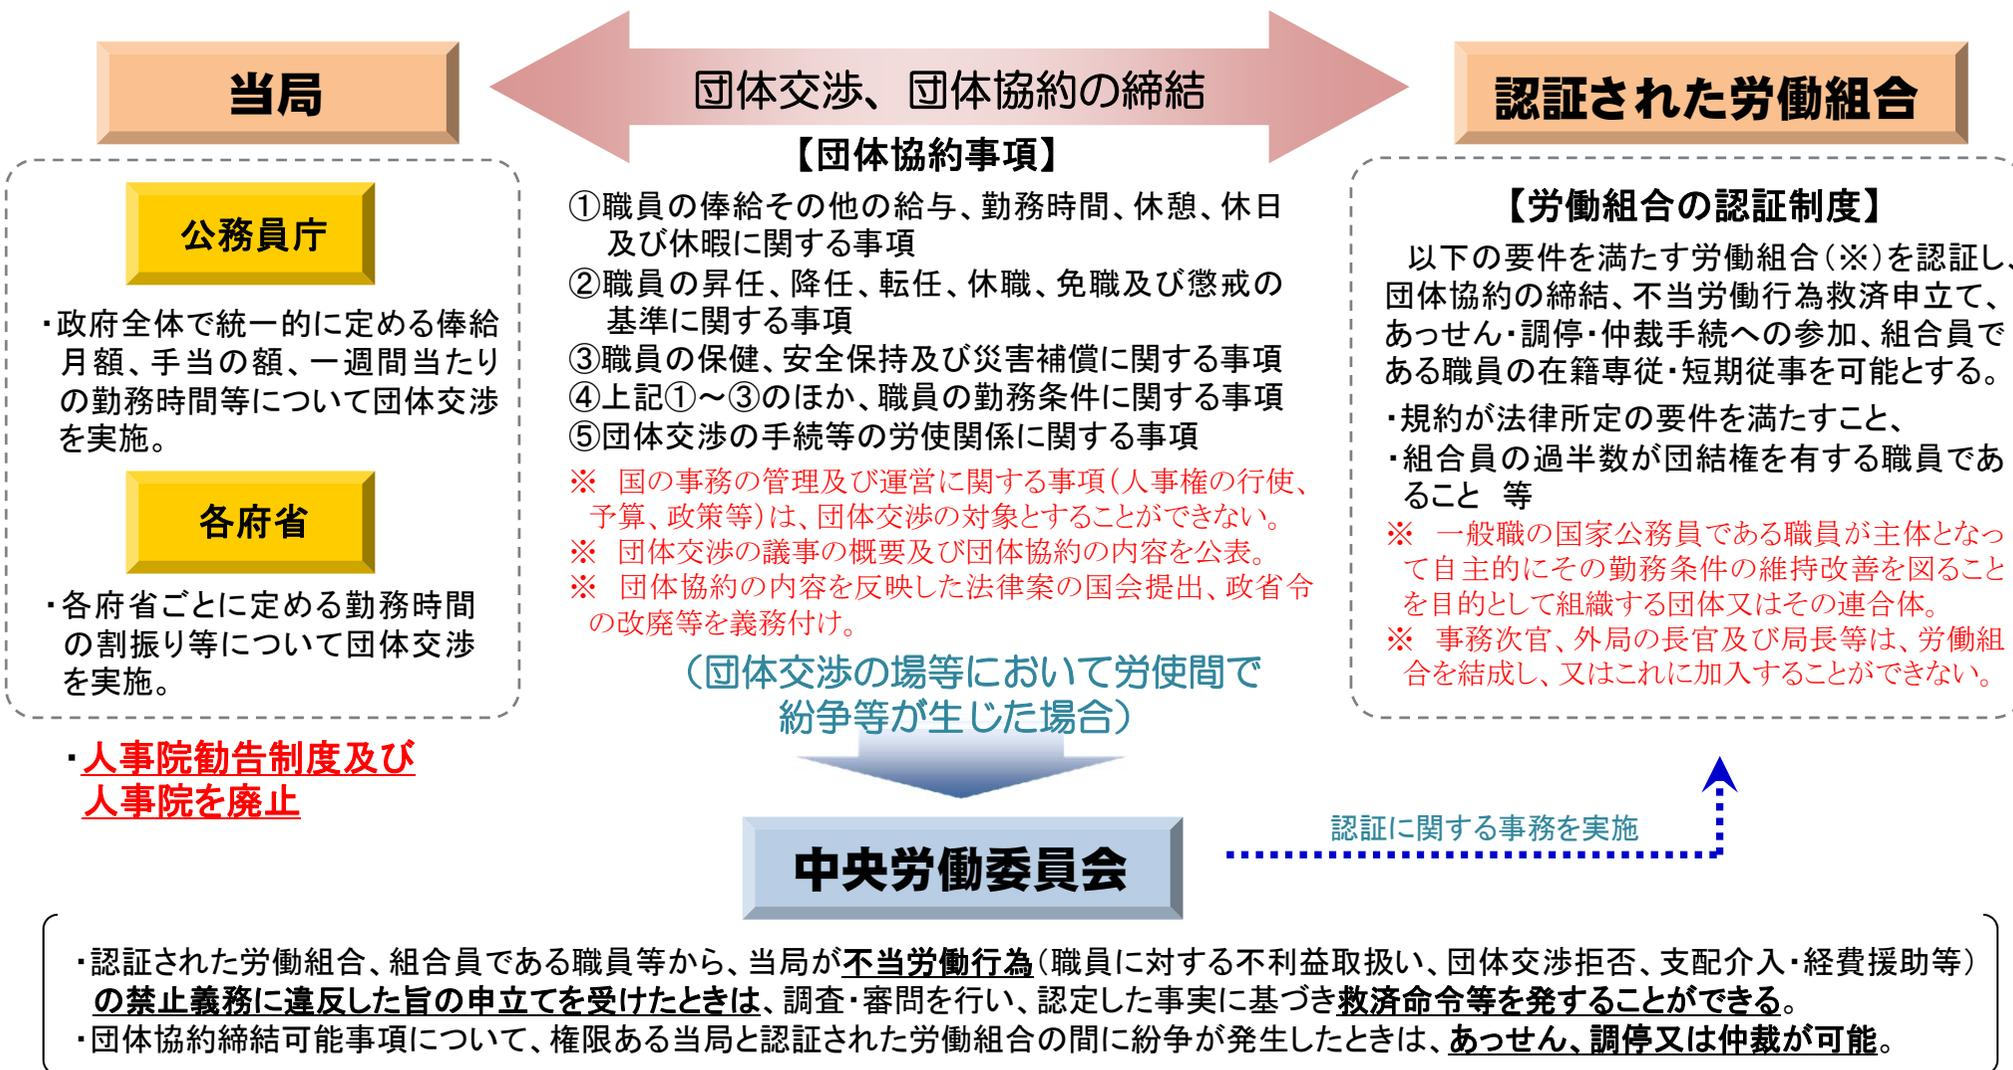 当局
団体交渉、団体協約の締結
認証された労働組合
公務員庁
・政府全体で統一的に定める俸給
月額、手当の額、一週間当たり
の勤務時間等について団体交渉
を実施。
各府省
・各府省ごとに定める勤務時間
の割振り等について団体交渉
を実施。
・人事院勧告制度及び
人事院を廃止
【団体協約事項】
①職員の俸給その他の給与、勤務時間、休憩、休日
及び休暇に関する事項
②職員の昇任、降任、転任、休職、免職及び懲戒の
基準に関する事項
③職員の保健、安全保持及び災害補償に関する事項
④上記①～③のほか、職員の勤務条件に関する事項
⑤団体交渉の手続等の労使関係に関する事項
※ 国の事務の管理及び運営に関する事項（人事権の行使、
予算、政策等）は、団体交渉の対象とすることができない。
※ 団体交渉の議事の概要及び団体協約の内容を公表。
※ 団体協約の内容を反映した法律案の国会提出、政省令
の改廃等を義務付け。
（団体交渉の場等において労使間で
紛争等が生じた場合）
【労働組合の認証制度】
以下の要件を満たす労働組合（※）を認証し、
団体協約の締結、不当労働行為救済申立て、
あっせん・調停・仲裁手続への参加、組合員で
ある職員の在籍専従・短期従事を可能とする。
・規約が法律所定の要件を満たすこと、
・組合員の過半数が団結権を有する職員であ
ること 等
※ 一般職の国家公務員である職員が主体となっ
て自主的にその勤務条件の維持改善を図ること
を目的として組織する団体又はその連合体。
※ 事務次官、外局の長官及び局長等は、労働組
合を結成し、又はこれに加入することができない。
中央労働委員会
認証に関する事務を実施
・認証された労働組合、組合員である職員等から、当局が不当労働行為（職員に対する不利益取扱い、団体交渉拒否、支配介入・経費援助等）
の禁止義務に違反した旨の申立てを受けたときは、調査・審問を行い、認定した事実に基づき救済命令等を発することができる。
・団体協約締結可能事項について、権限ある当局と認証された労働組合の間に紛争が発生したときは、あっせん、調停又は仲裁が可能。